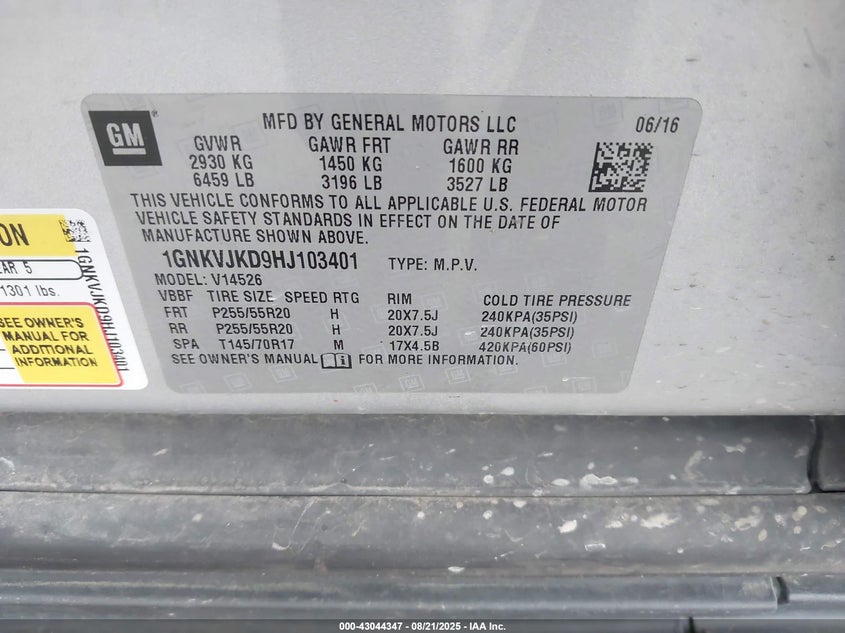 GM
MFD BY GENERAL MOTORS LLC
06/16
GVWR GAWR FRT GAWR RR
2930 KG 1450 KG 1600 KG
6459 LB 3196 LB 3527 LB
THIS VEHICLE CONFORMS TO ALL APPLICABLE U.S. FEDERAL MOTOR
VEHICLE SAFETY STANDARDS IN EFFECT ON THE DATE OF
MANUFACTURE SHOWN ABOVE.
1GNKVJKD9HJ103401 TYPE: M.P.V.
MODEL: V14526
VBBF TIRE SIZE SPEED RTG RIM COLD TIRE PRESSURE
FRT P255/55R20 H 20X7.5J 240KPA(35PSI)
RR P255/55R20 H 20X7.5J 240KPA(35PSI)
SPA T145/70R17 M 17X4.5B 420KPA(60PSI)
SEE OWNER'S MANUAL FOR MORE INFORMATION.
5
1301 lbs.
SEE OWNER'S
MANUAL FOR
ADDITIONAL
INFORMATION
1GNKVJKD9HJ103401
000-43044347 - 08/21/2025 - IAA Inc.